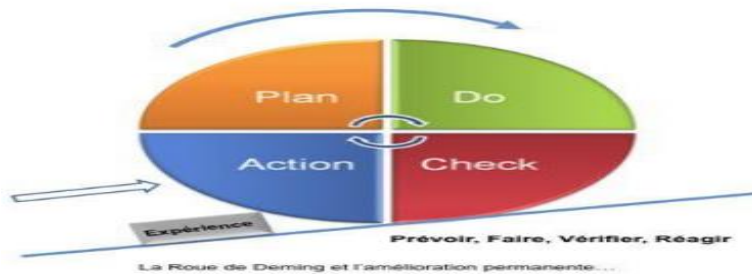 Plan
Do
Action
Check
Expérience
Prévoir, Faire, Vérifier, Réagir
La Roue de Deming et l'amélioration permanente...